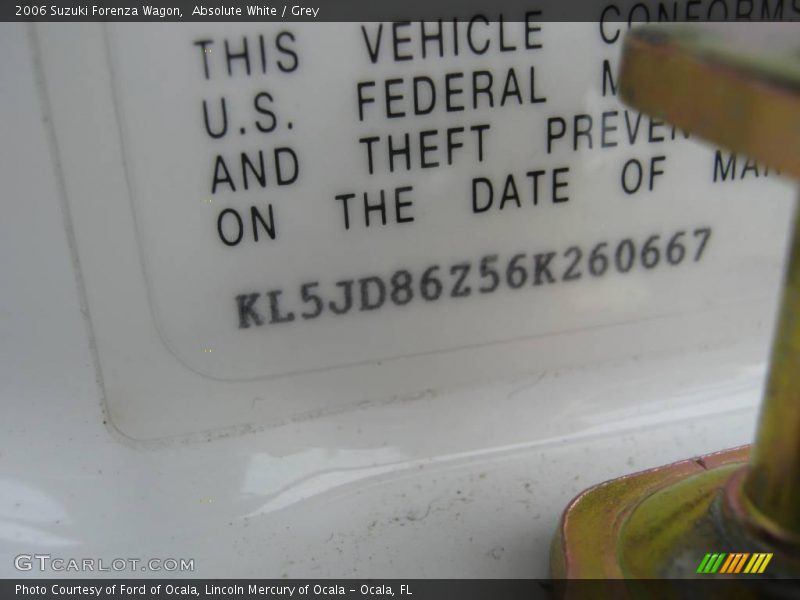 2006 Suzuki Forenza Wagon,  Absolute White / Grey
THIS VEHICLE CONFORMS
U.S. FEDERAL
AND THEFT
ON THE DATE OF
KL5JD86Z56K260667
GTCARLOT.COM
Photo Courtesy of Ford of Ocala, Lincoln Mercury of Ocala – Ocala, FL